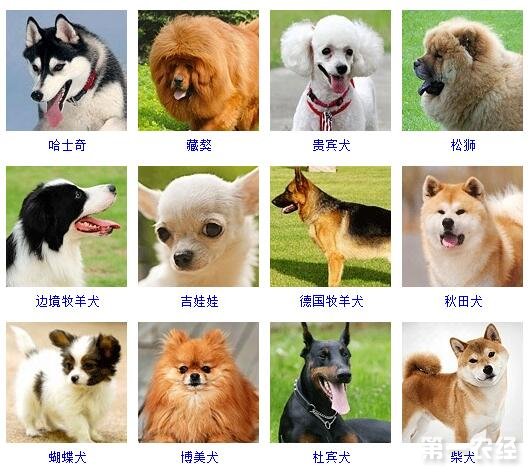 哈士奇
藏獒
贵宾犬
松狮
边境牧羊犬
吉娃娃
德国牧羊犬
秋田犬
蝴蝶犬
博美犬
杜宾犬
柴犬
第一农经